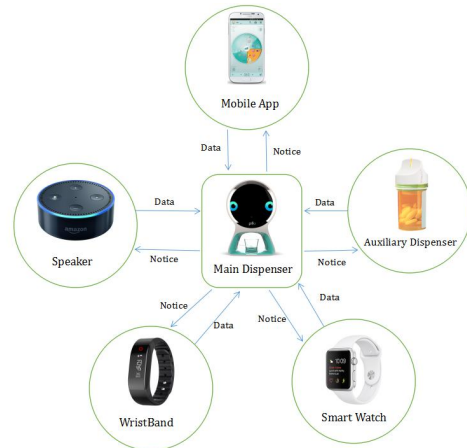 Mobile App
Data
Notice
Data
Speaker
Notice
Main Dispenser
Data
Auxiliary Dispenser
Notice
Notice
Data
WristBand
Notice
Data
Smart Watch
amazon